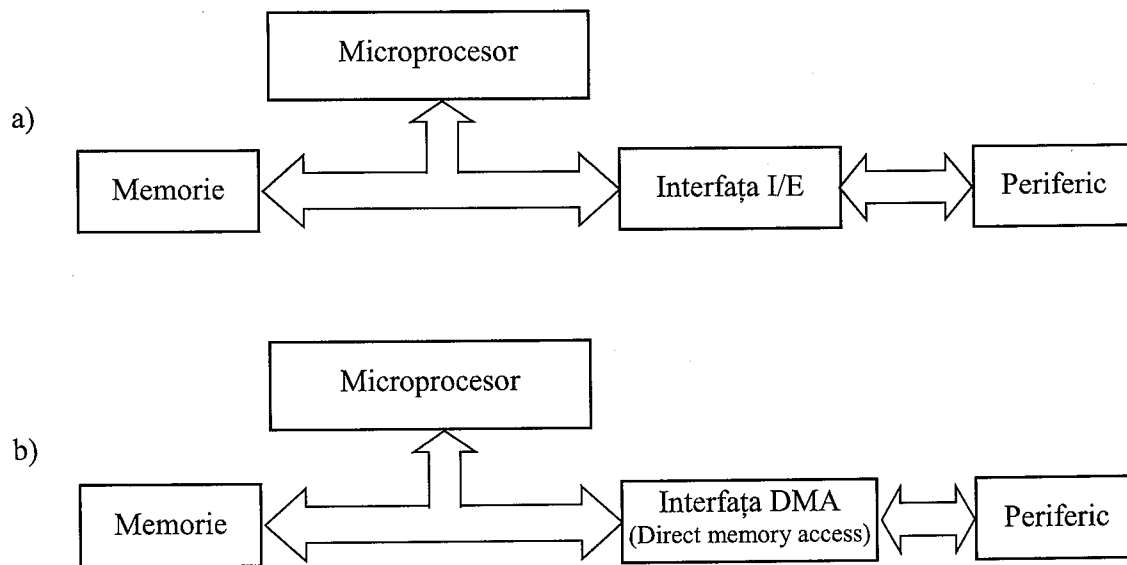 Microprocesor
a)
Memorie
Interfața I/E
Periferic
Microprocesor
b)
Memorie
Interfața DMA
(Direct memory access)
Periferic